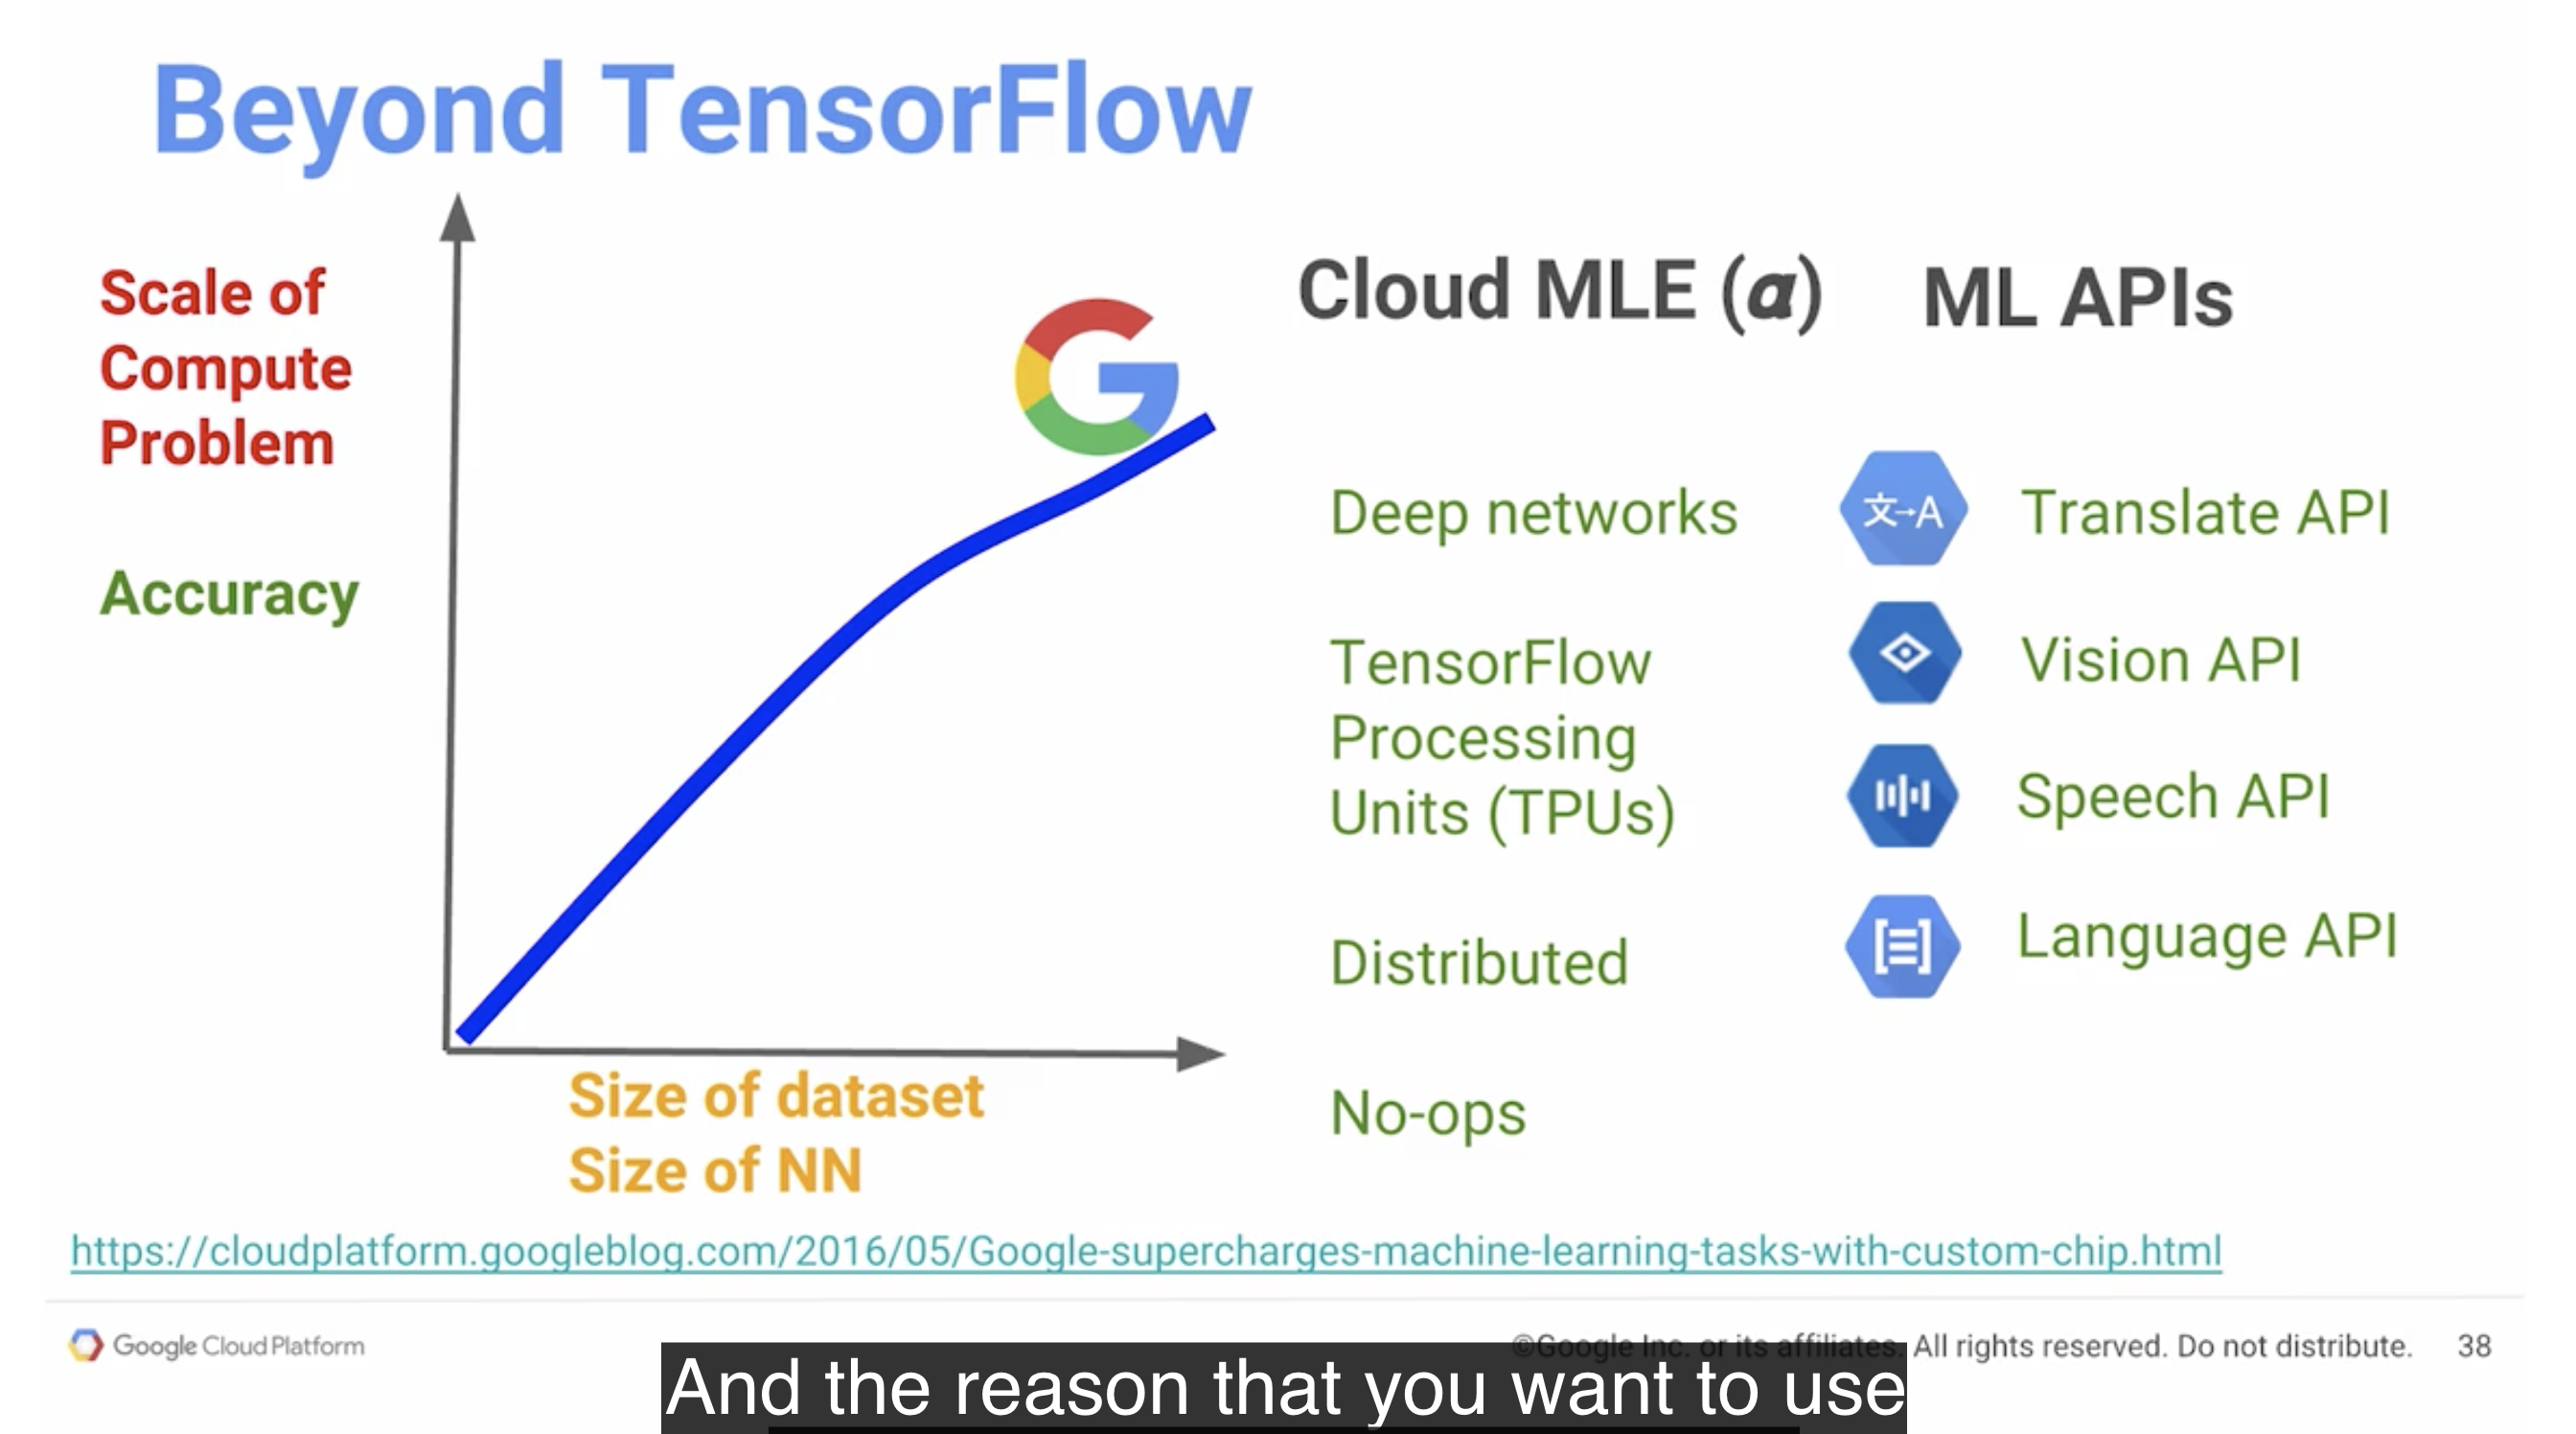 Beyond TensorFlow
Scale of
Compute
Problem
Accuracy
Size of dataset
Size of NN
Cloud MLE (α)
Deep networks
TensorFlow
Processing
Units (TPUs)
Distributed
No-ops
ML APIs
文→A Translate API
Vision API
Speech API
Language API
https://cloudplatform.googleblog.com/2016/05/Google-supercharges-machine-learning-tasks-with-custom-chip.html
Google Cloud Platform
©Google Inc. or its affiliates. All rights reserved. Do not distribute. 38
And the reason that you want to use